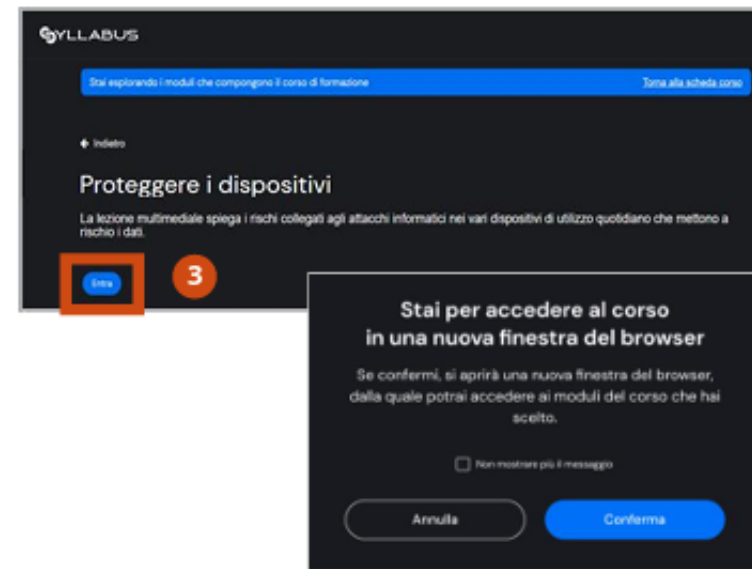 SYLLABUS
Stai esplorando i moduli che compongono il corso di formazione Torna alla scheda corso
Indietro
Proteggere i dispositivi
La lezione multimediale spiega i rischi collegati agli attacchi informatici nei vari dispositivi di utilizzo quotidiano che mettono a
rischio i dati.
Entra
3
Stai per accedere al corso
in una nuova finestra del browser
Se confermi, si aprirà una nuova finestra del browser,
dalla quale potrai accedere ai moduli del corso che hai
scelto.
Non mostrare più il messaggio
Annulla Conferma